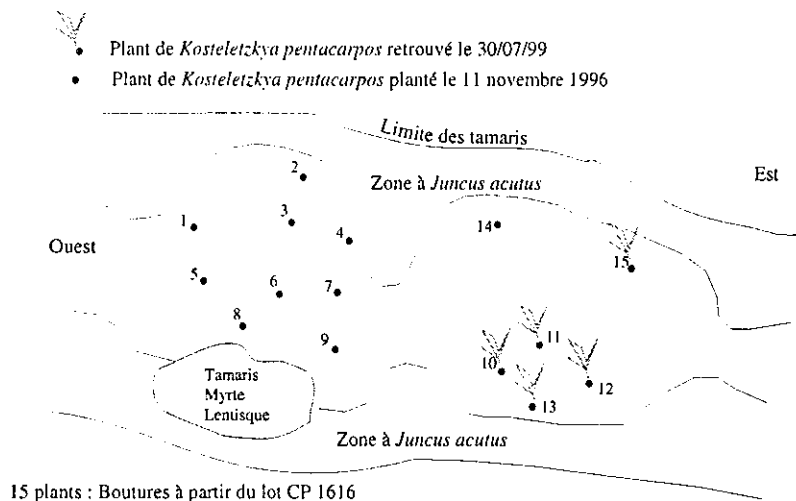 Plant de Kosteletzkya pentacarpos retrouvé le 30/07/99
Plant de Kosteletzkya pentacarpos planté le 11 novembre 1996
Limite des tamaris
2
Zone à Juncus acutus
Est
1
3
14
4
Ouest
15
5
6
7
8
9
11
10
12
Tamaris
Myrte
Lentisque
13
Zone à Juncus acutus
15 plants : Boutures à partir du lot CP 1616